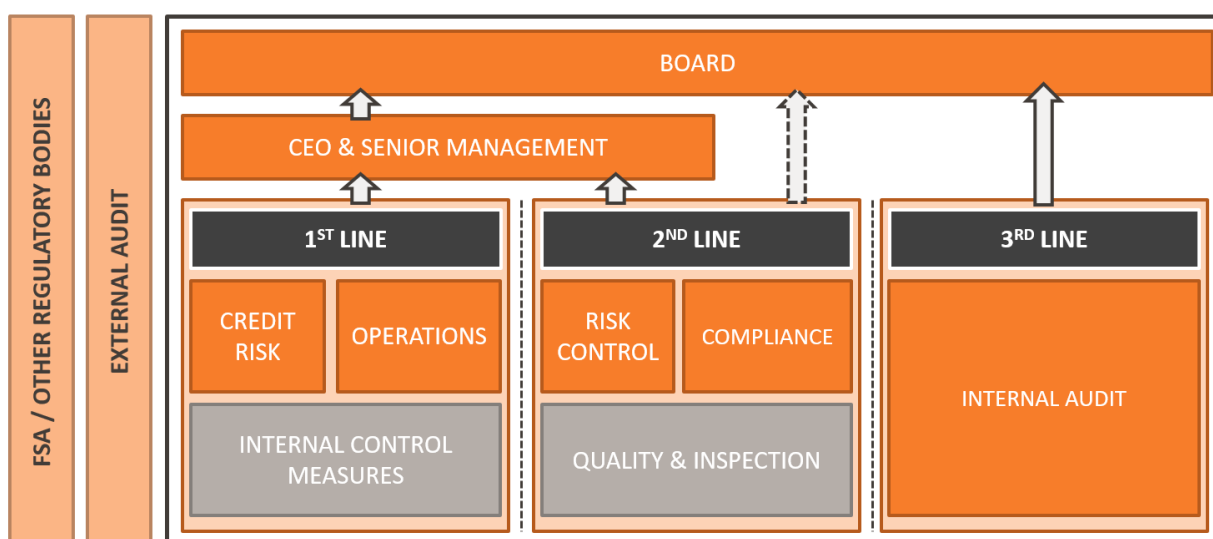 FSA / OTHER REGULATORY BODIES
EXTERNAL AUDIT
BOARD
CEO & SENIOR MANAGEMENT
1ST LINE
2ND LINE
3RD LINE
CREDIT
RISK
OPERATIONS
INTERNAL CONTROL
MEASURES
RISK
CONTROL
COMPLIANCE
QUALITY & INSPECTION
INTERNAL AUDIT